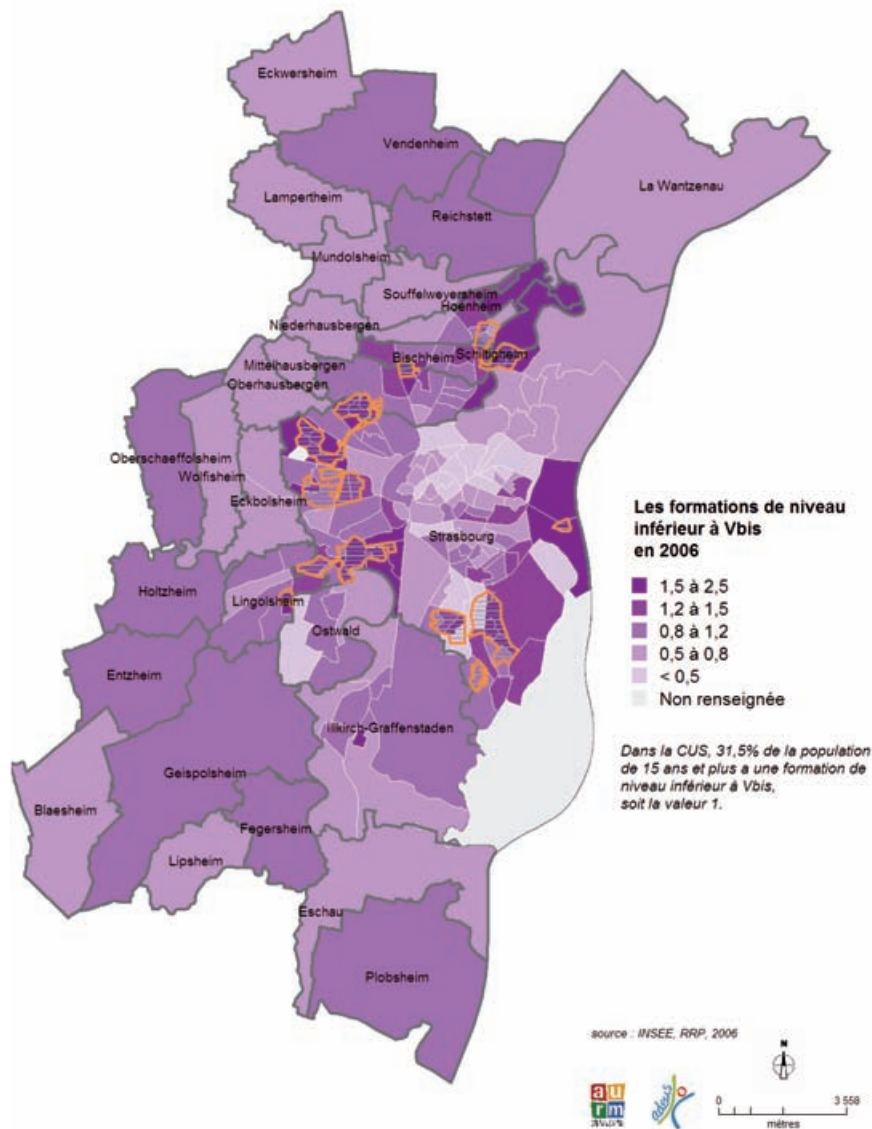 Eckwersheim
Vendenheim
La Wantzenau
Lampertheim
Reichstett
Mundolsheim
Souffelweyersheim
Hoenheim
Niederhausbergen
Bischheim
Schiltigheim
Mittelhausbergen
Oberhausbergen
Oberschaeffolsheim
Wolfisheim
Eckbolsheim
Strasbourg
Holtzheim
Lingolsheim
Ostwald
Entzheim
Illkirch-Graffenstaden
Geispolsheim
Blaesheim
Fegersheim
Lipsheim
Eschau
Plobsheim
Les formations de niveau
inférieur à Vbis
en 2006
1,5 à 2,5
1,2 à 1,5
0,8 à 1,2
0,5 à 0,8
< 0,5
Non renseignée
Dans la CUS, 31,5% de la population
de 15 ans et plus a une formation de
niveau inférieur à Vbis,
soit la valeur 1.
source : INSEE, RRP, 2006
N
a u
r m
adeus
0 3 558
mètres